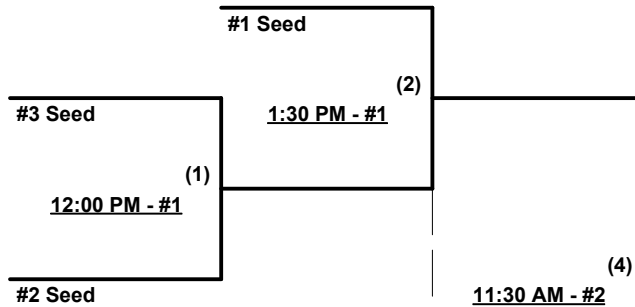 #1 Seed
(2)
#3 Seed
1:30 PM - #1
(1)
12:00 PM - #1
(4)
#2 Seed
11:30 AM - #2